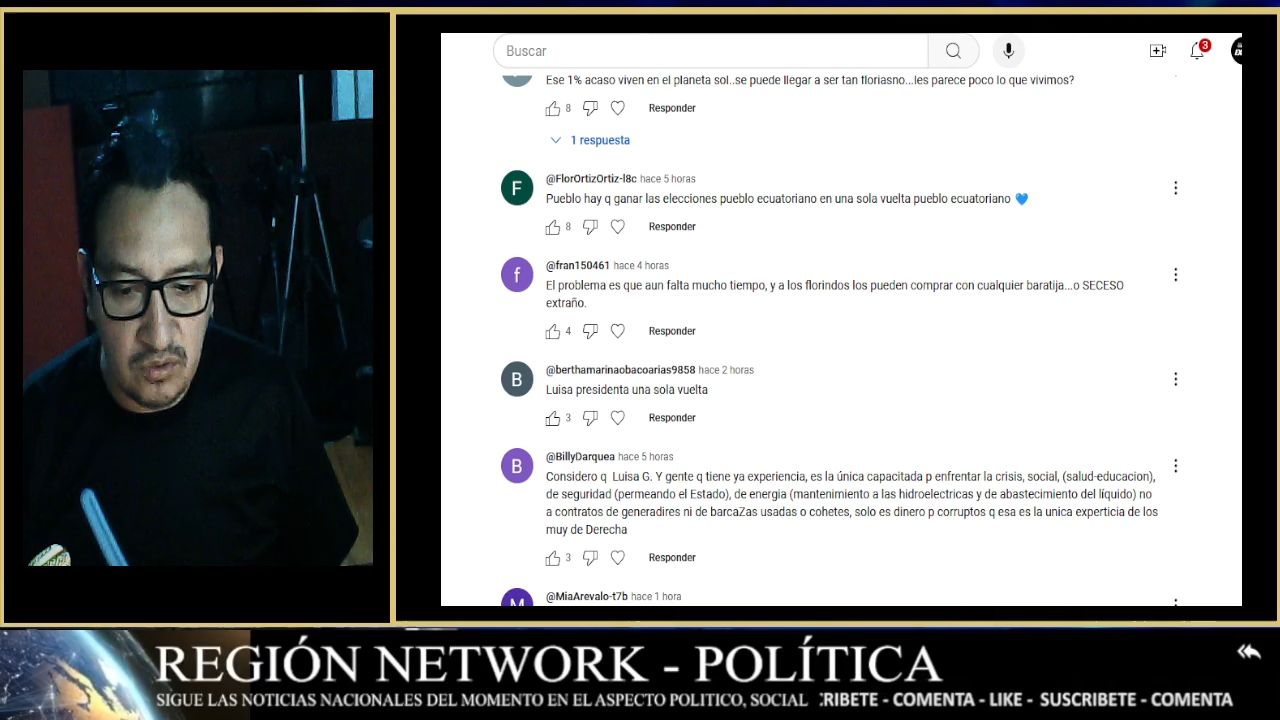 Buscar
3
Ese 1% acaso viven en el planeta sol..se puede llegar a ser tan floriasno...les parece poco lo que vivimos?
8
Responder
1 respuesta
F
@FlorOrtizOrtiz-l8c hace 5 horas
Pueblo hay q ganar las elecciones pueblo ecuatoriano en una sola vuelta pueblo ecuatoriano 💙
8
Responder
f
@fran150461 hace 4 horas
El problema es que aun falta mucho tiempo, y a los florindos los pueden comprar con cualquier baratija...o SECESO
extraño.
4
Responder
B
@berthamarinaobacoarias9858 hace 2 horas
Luisa presidenta una sola vuelta
3
Responder
B
@BillyDarquea hace 5 horas
Considero q Luisa G. Y gente q tiene ya experiencia, es la única capacitada p enfrentar la crisis, social, (salud-educacion),
de seguridad (permeando el Estado), de energia (mantenimiento a las hidroelectricas y de abastecimiento del líquido) no
a contratos de generadires ni de barcaZas usadas o cohetes, solo es dinero p corruptos q esa es la unica experticia de los
muy de Derecha
3
Responder
M
@MiaArevalo-t7b hace 1 hora
REGIÓN NETWORK - POLÍTICA
SIGUE LAS NOTICIAS NACIONALES DEL MOMENTO EN EL ASPECTO POLITICO, SOCIAL
RIBETE - COMENTA - LIKE - SUSCRIBETE - COMENTA